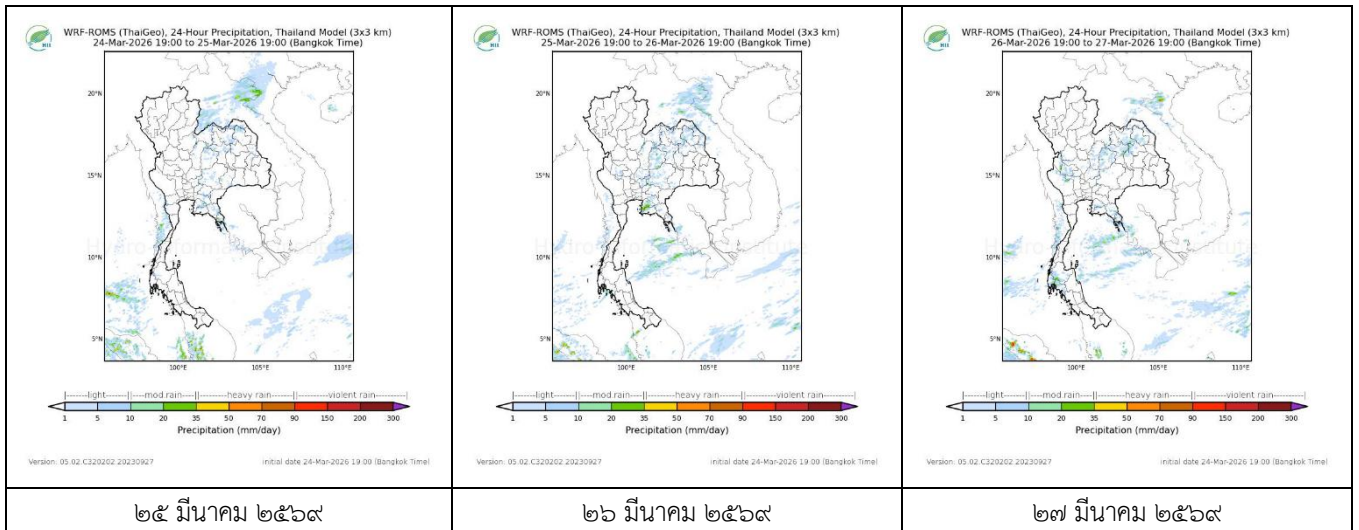 HII
WRF-ROMS (ThaiGeo), 24-Hour Precipitation, Thailand Model (3x3 km)
24-Mar-2026 19:00 to 25-Mar-2026 19:00 (Bangkok Time)
20°N
15°N
10°N
5°N
100°E 105°E 110°E
Hydro-Informatics Institute
|-------light-------||---mod.rain---||------heavy rain------||------violent rain------|
1 5 10 20 35 50 70 90 150 200 300
Precipitation (mm/day)
Version: 05.02.C320202.20230927 initial date 24-Mar-2026 19:00 (Bangkok Time)
๒๕ มีนาคม ๒๕๖๙
HII
WRF-ROMS (ThaiGeo), 24-Hour Precipitation, Thailand Model (3x3 km)
25-Mar-2026 19:00 to 26-Mar-2026 19:00 (Bangkok Time)
20°N
15°N
10°N
5°N
100°E 105°E 110°E
Hydro-Informatics Institute
|-------light-------||---mod.rain---||------heavy rain------||------violent rain------|
1 5 10 20 35 50 70 90 150 200 300
Precipitation (mm/day)
Version: 05.02.C320202.20230927 initial date 24-Mar-2026 19:00 (Bangkok Time)
๒๖ มีนาคม ๒๕๖๙
HII
WRF-ROMS (ThaiGeo), 24-Hour Precipitation, Thailand Model (3x3 km)
26-Mar-2026 19:00 to 27-Mar-2026 19:00 (Bangkok Time)
20°N
15°N
10°N
5°N
100°E 105°E 110°E
Hydro-Informatics Institute
|-------light-------||---mod.rain---||------heavy rain------||------violent rain------|
1 5 10 20 35 50 70 90 150 200 300
Precipitation (mm/day)
Version: 05.02.C320202.20230927 initial date 24-Mar-2026 19:00 (Bangkok Time)
๒๗ มีนาคม ๒๕๖๙